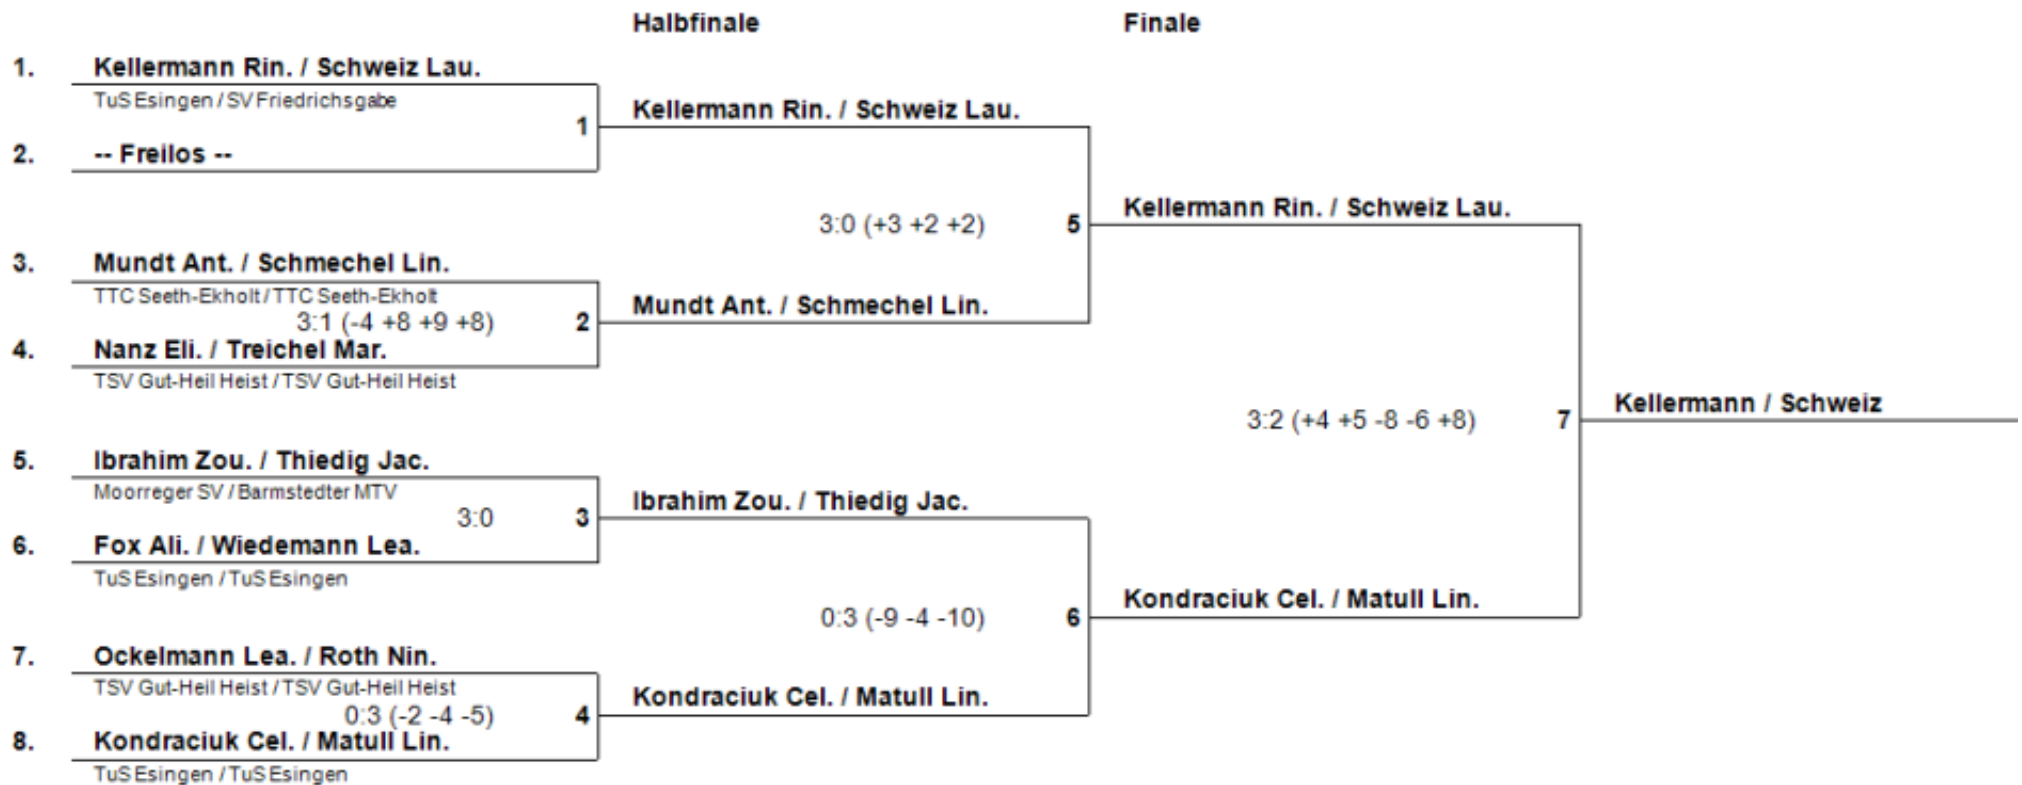 Halbfinale Finale
1. Kellermann Rin. / Schweiz Lau.
TuS Esingen / SV Friedrichsgabe
1 Kellermann Rin. / Schweiz Lau.
2. -- Freilos --
3:0 (+3 +2 +2) 5 Kellermann Rin. / Schweiz Lau.
3. Mundt Ant. / Schmechel Lin.
TTC Seeth-Ekholt / TTC Seeth-Ekholt
3:1 (-4 +8 +9 +8) 2 Mundt Ant. / Schmechel Lin.
4. Nanz Eli. / Treichel Mar.
TSV Gut-Heil Heist / TSV Gut-Heil Heist
3:2 (+4 +5 -8 -6 +8) 7 Kellermann / Schweiz
5. Ibrahim Zou. / Thiedig Jac.
Moorreger SV / Barmstedter MTV
3:0 3 Ibrahim Zou. / Thiedig Jac.
6. Fox Ali. / Wiedemann Lea.
TuS Esingen / TuS Esingen
0:3 (-9 -4 -10) 6 Kondraciuk Cel. / Matull Lin.
7. Ockelmann Lea. / Roth Nin.
TSV Gut-Heil Heist / TSV Gut-Heil Heist
0:3 (-2 -4 -5) 4 Kondraciuk Cel. / Matull Lin.
8. Kondraciuk Cel. / Matull Lin.
TuS Esingen / TuS Esingen